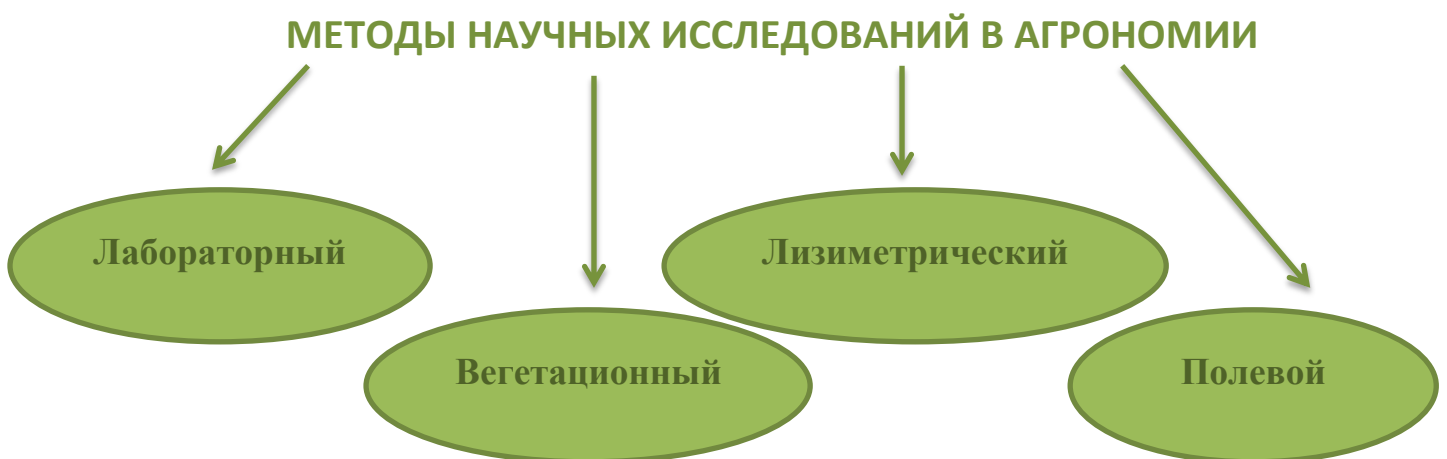 МЕТОДЫ НАУЧНЫХ ИССЛЕДОВАНИЙ В АГРОНОМИИ
Лабораторный
Лизиметрический
Вегетационный
Полевой